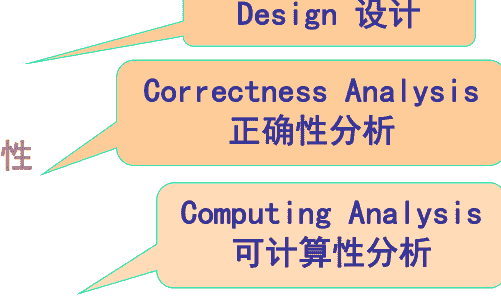 Design 设计
Correctness Analysis
正确性分析
性
Computing Analysis
可计算性分析